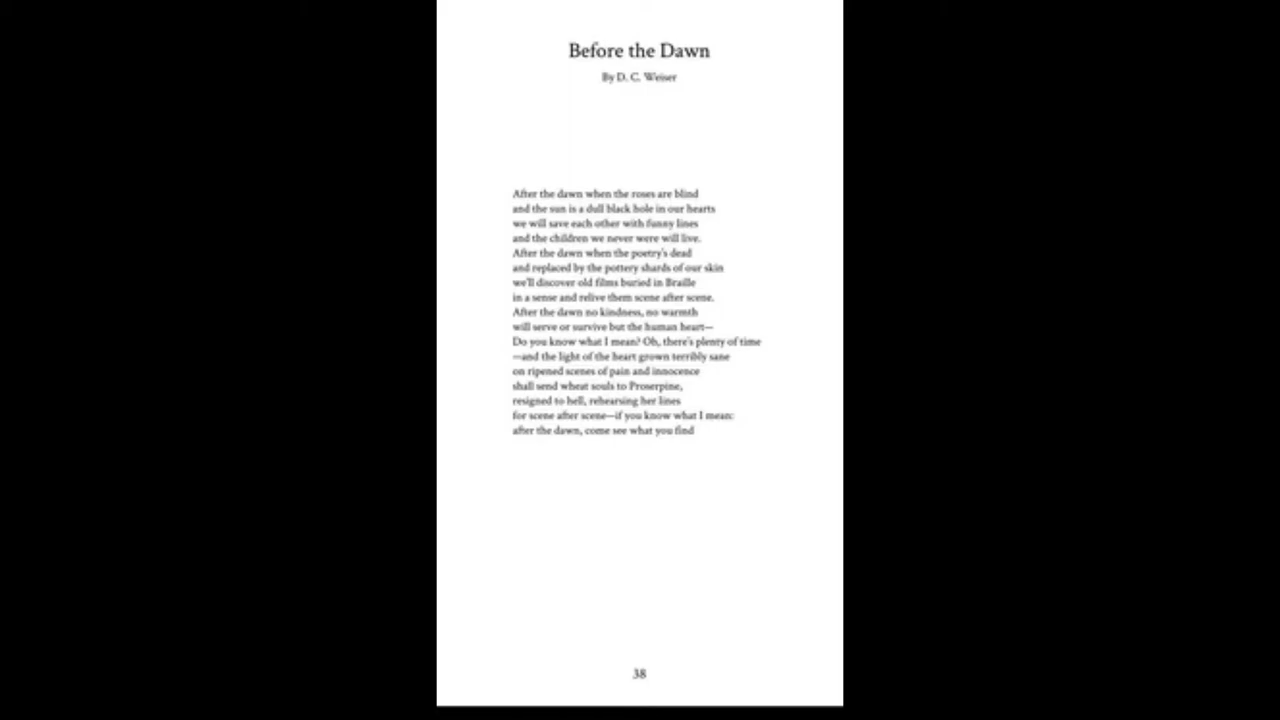 Before the Dawn
By D. C. Weiser
After the dawn when the roses are blind
and the sun is a dull black hole in our hearts
we will save each other with funny lines
and the children we never were will live.
After the dawn when the poetry's dead
and replaced by the pottery shards of our skin
we'll discover old films buried in Braille
in a sense and relive them scene after scene.
After the dawn no kindness, no warmth
will serve or survive but the human heart—
Do you know what I mean? Oh, there's plenty of time
—and the light of the heart grown terribly sane
on ripened scenes of pain and innocence
shall send wheat souls to Proserpine,
resigned to hell, rehearsing her lines
for scene after scene—if you know what I mean:
after the dawn, come see what you find
38